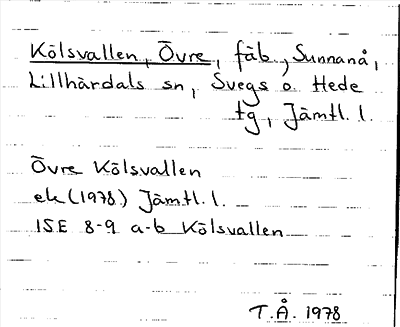 Kölsvallen, Övre, fäb., Sunnanå,
Lillhärdals sn, Svegs o Hede
tg, Jämtl. l.
Övre Kölsvallen
ek (1978) Jämtl. l.
15E 8-9 a-b Kölsvallen
T.Å. 1978